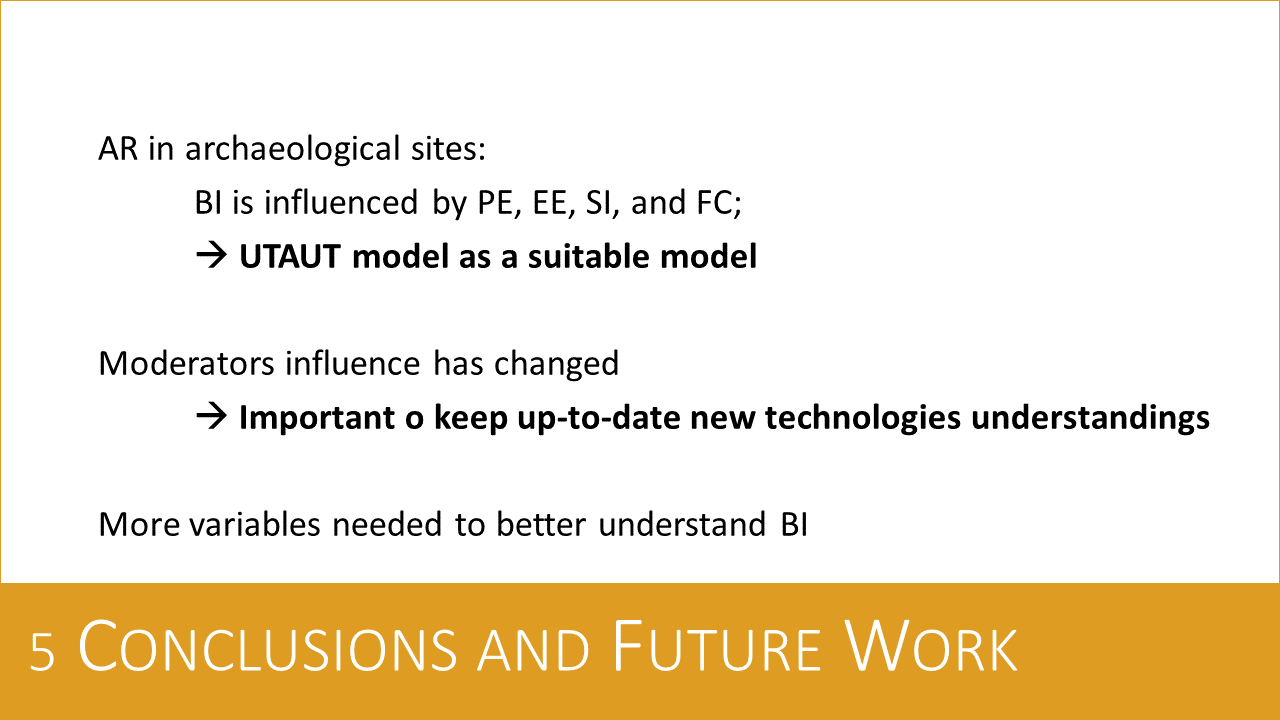 AR in archaeological sites:
BI is influenced by PE, EE, SI, and FC;
→ UTAUT model as a suitable model
Moderators influence has changed
→ Important o keep up-to-date new technologies understandings
More variables needed to better understand BI
5 CONCLUSIONS AND FUTURE WORK